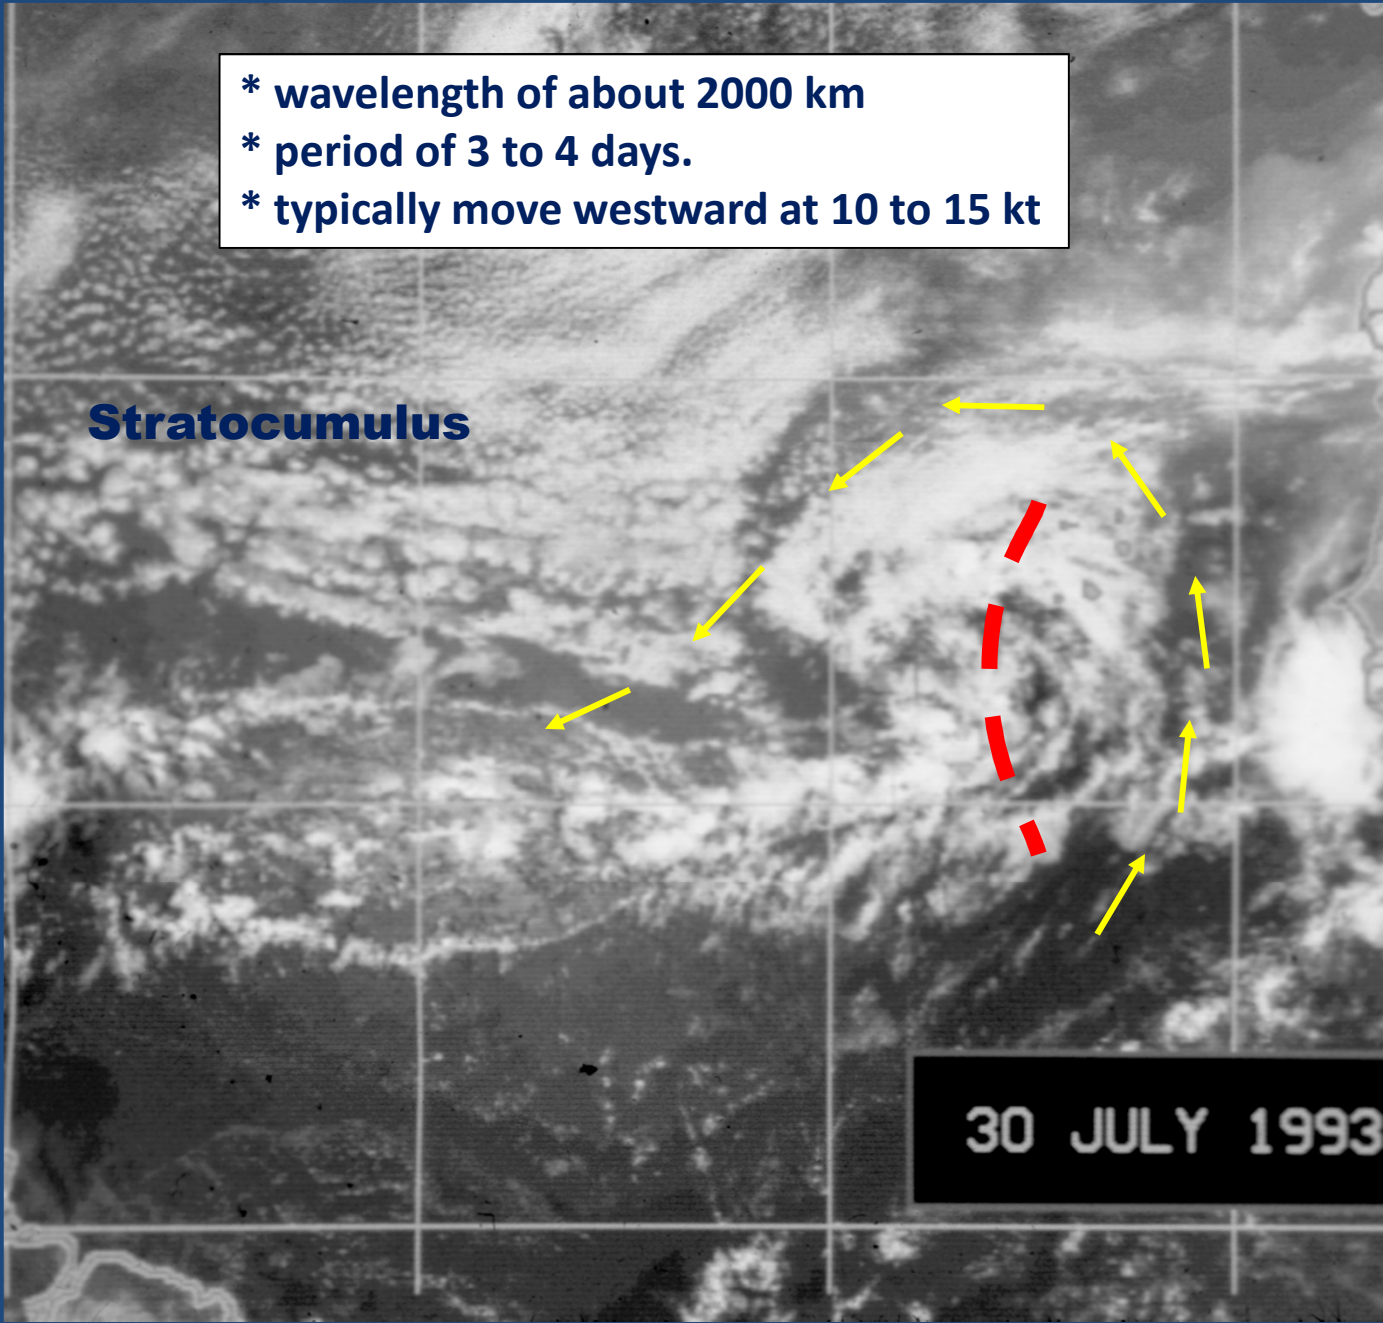 * wavelength of about 2000 km
* period of 3 to 4 days.
* typically move westward at 10 to 15 kt
Stratocumulus
30 JULY 1993